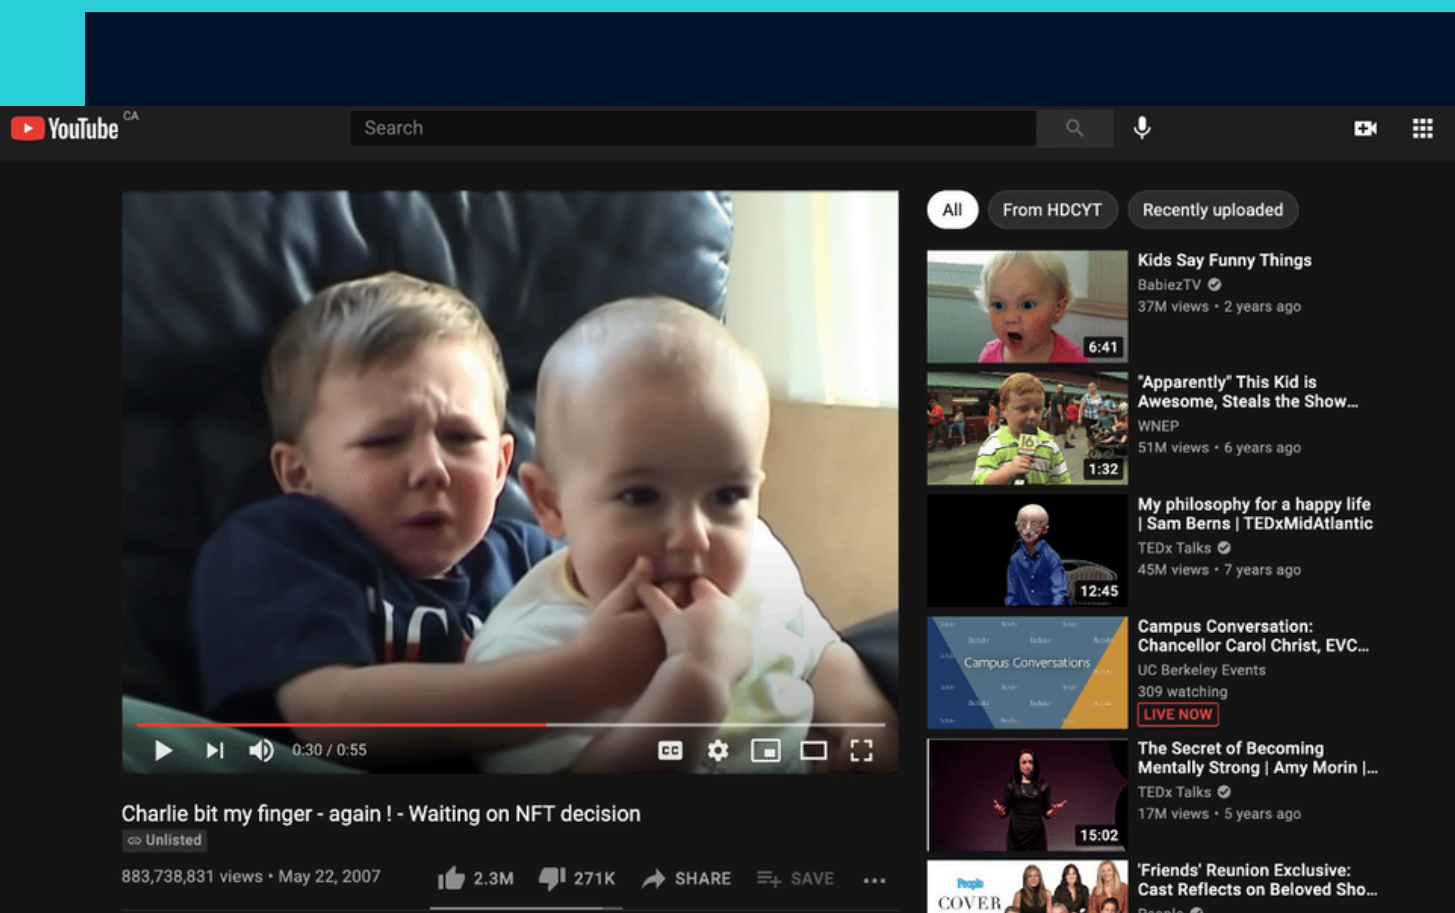 YouTube CA
Search
All
From HDCYT
Recently uploaded
Kids Say Funny Things
BabiezTV
37M views • 2 years ago
6:41
"Apparently" This Kid is
Awesome, Steals the Show...
WNEP
51M views • 6 years ago
16
1:32
My philosophy for a happy life
| Sam Berns | TEDxMidAtlantic
TEDx Talks
45M views • 7 years ago
12:45
Campus Conversations
Campus Conversation:
Chancellor Carol Christ, EVC...
UC Berkeley Events
309 watching
LIVE NOW
The Secret of Becoming
Mentally Strong | Amy Morin |...
TEDx Talks
17M views • 5 years ago
15:02
People
COVER
'Friends' Reunion Exclusive:
Cast Reflects on Beloved Sho...
People
0:30 / 0:55
CC
Charlie bit my finger - again ! - Waiting on NFT decision
Unlisted
883,738,831 views • May 22, 2007
2.3M
271K
SHARE
SAVE